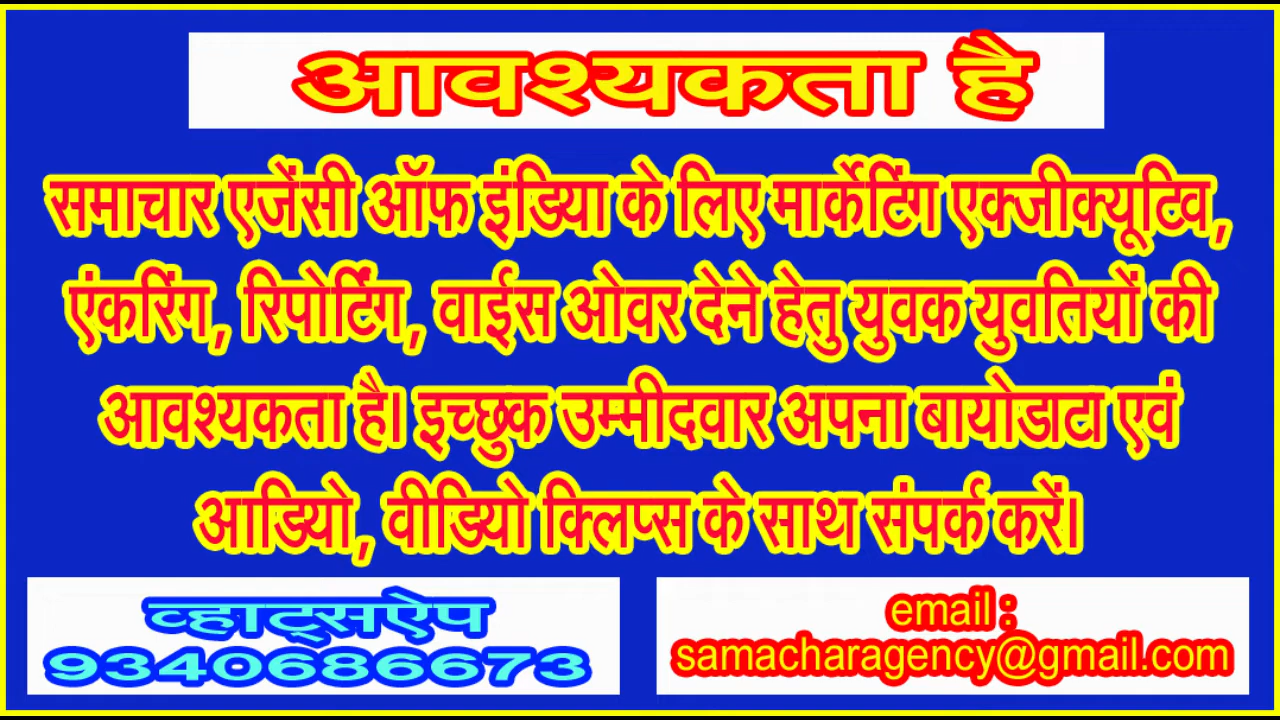 आवश्यकता है
समाचार एजेंसी ऑफ इंडिया के लिए मार्केटिंग एक्जीक्यूटिव,
एंकरिंग, रिपोर्टिंग, वाईस ओवर देने हेतु युवक युवतियों की
आवश्यकता है। इच्छुक उम्मीदवार अपना बायोडाटा एवं
आडियो, वीडियो क्लिप्स के साथ संपर्क करें।
व्हाट्सऐप
9340686673
email :
samacharagency@gmail.com